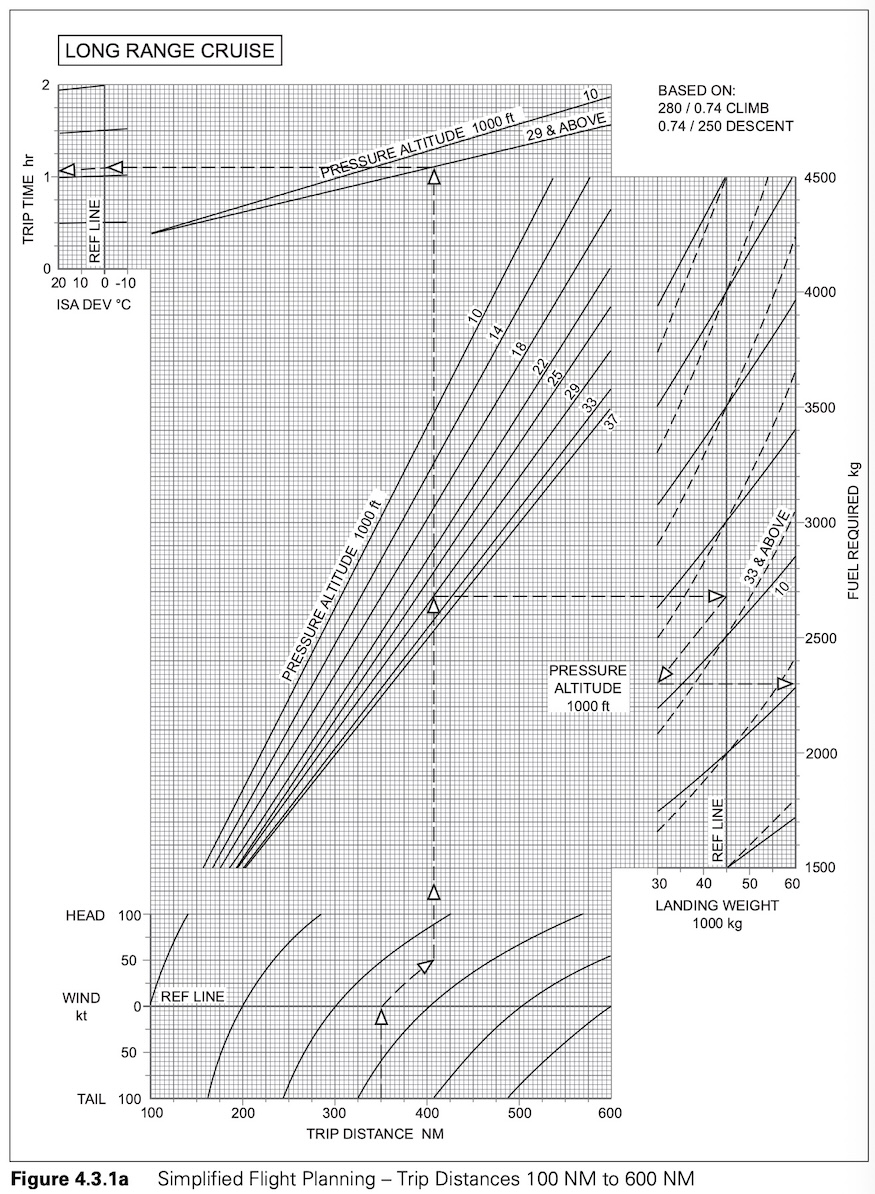 LONG RANGE CRUISE
BASED ON:
280 / 0.74 CLIMB
0.74 / 250 DESCENT
2
1
0
TRIP TIME hr
REF LINE
20 10 0 -10
ISA DEV °C
PRESSURE ALTITUDE 1000 ft
10
29 & ABOVE
PRESSURE ALTITUDE 1000 ft
10
14
18
22
25
29
33
37
4500
4000
3500
3000
2500
2000
1500
FUEL REQUIRED kg
33 & ABOVE
10
PRESSURE
ALTITUDE
1000 ft
REF LINE
30 40 50 60
LANDING WEIGHT
1000 kg
HEAD 100
50
WIND 0
kt
50
TAIL 100
REF LINE
100 200 300 400 500 600
TRIP DISTANCE NM
Figure 4.3.1a Simplified Flight Planning – Trip Distances 100 NM to 600 NM